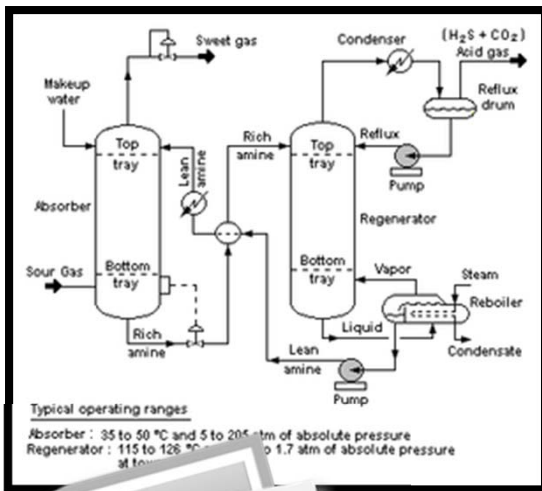 Sweet gas
Makeup
water
Top
tray
Absorber
Sour Gas
Bottom
tray
Rich
amine
Lean
amine
Rich
amine
Condenser
(H2S + CO2)
Acid gas
Reflux
drum
Reflux
Pump
Top
tray
Regenerator
Bottom
tray
Vapor
Steam
Reboiler
Liquid
Condensate
Lean
amine
Pump
Typical operating ranges
Absorber : 35 to 50 °C and 5 to 205 atm of absolute pressure
Regenerator : 115 to 126 °C 1.7 atm of absolute pressure
at